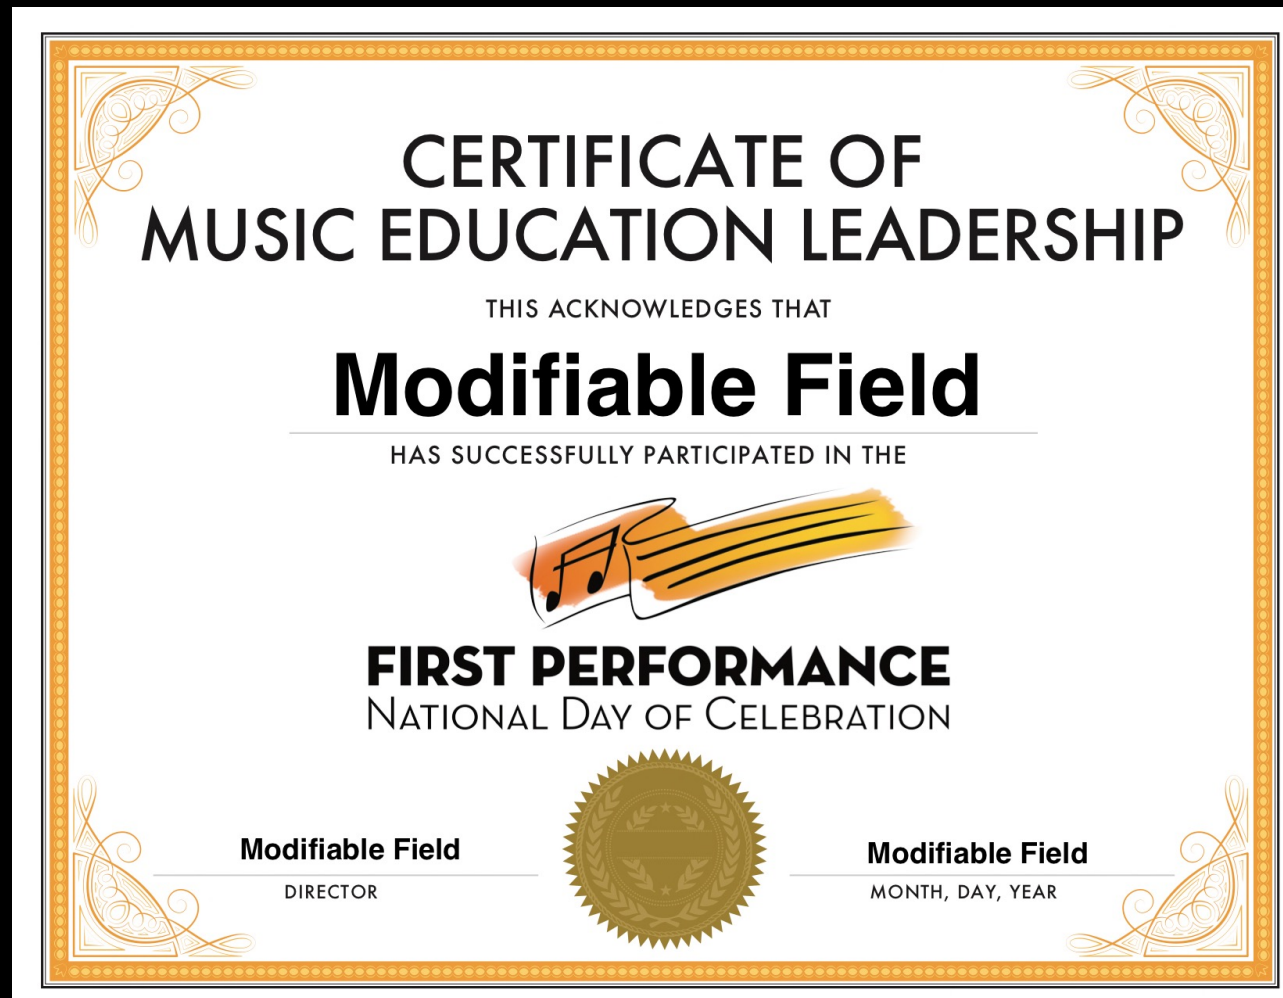 CERTIFICATE OF
MUSIC EDUCATION LEADERSHIP
THIS ACKNOWLEDGES THAT
Modifiable Field
HAS SUCCESSFULLY PARTICIPATED IN THE
FIRST PERFORMANCE
NATIONAL DAY OF CELEBRATION
Modifiable Field
DIRECTOR
Modifiable Field
MONTH, DAY, YEAR